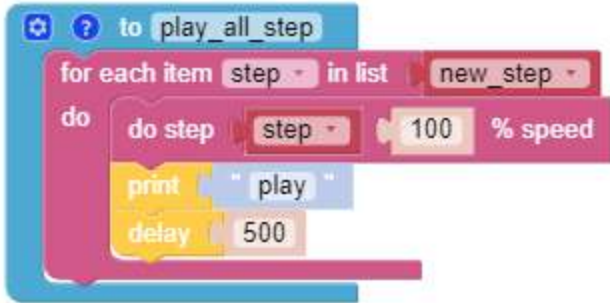 ? to play_all_step
for each item step in list new_step
do do step step 100 % speed
print " play "
delay 500